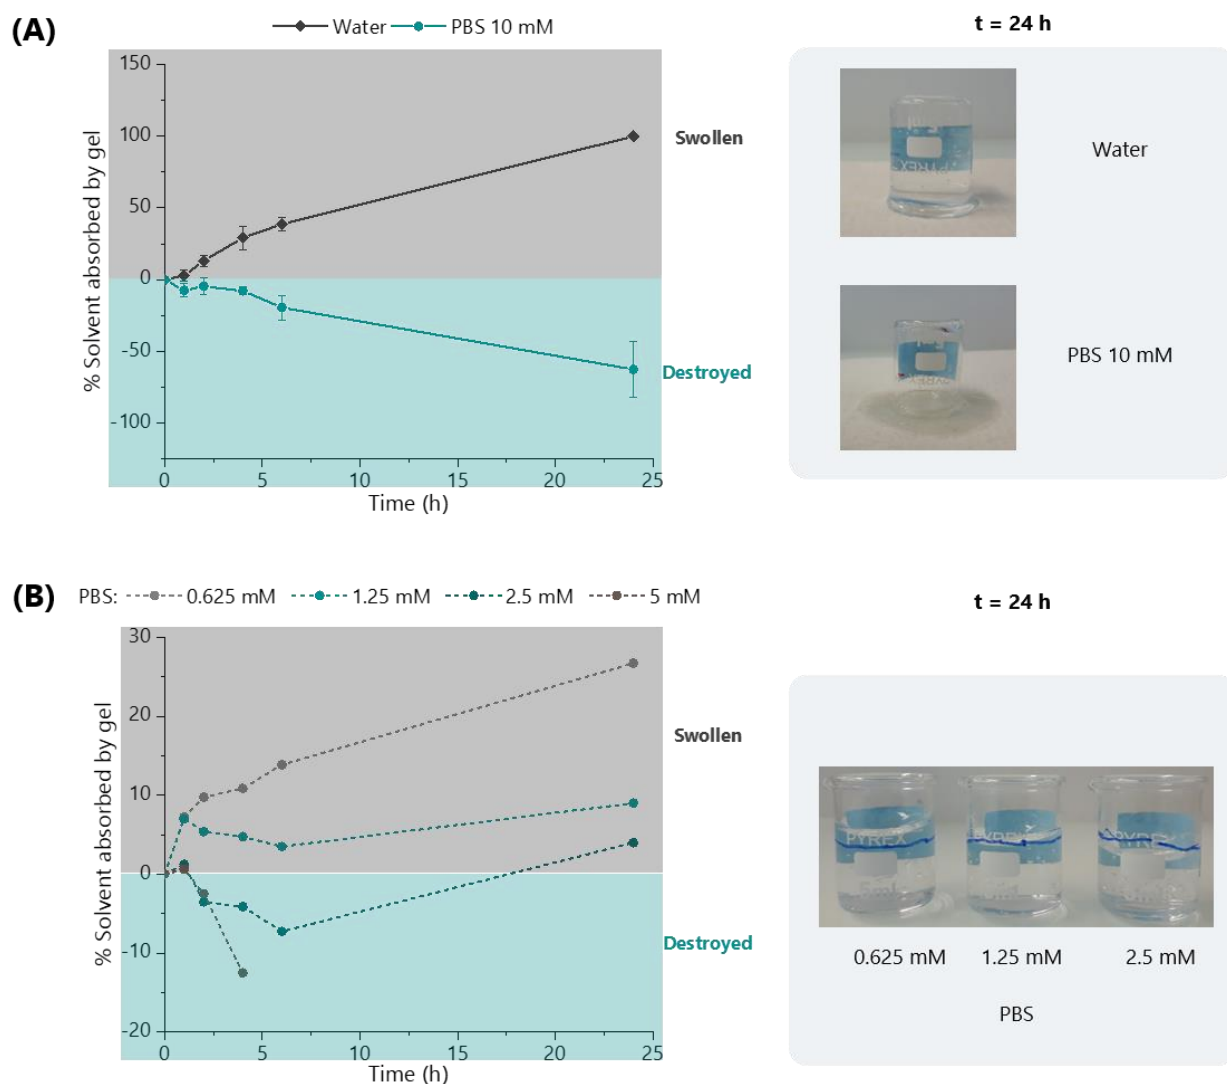 (A)
Water PBS 10 mM
t = 24 h
% Solvent absorbed by gel
150
100
50
0
-50
-100
0 5 10 15 20 25
Time (h)
Swollen
Destroyed
PYREX
Water
PBS 10 mM
(B)
PBS: 0.625 mM 1.25 mM 2.5 mM 5 mM
t = 24 h
% Solvent absorbed by gel
30
20
10
0
-10
-20
0 5 10 15 20 25
Time (h)
Swollen
Destroyed
PYREX
0.625 mM 1.25 mM 2.5 mM
PBS